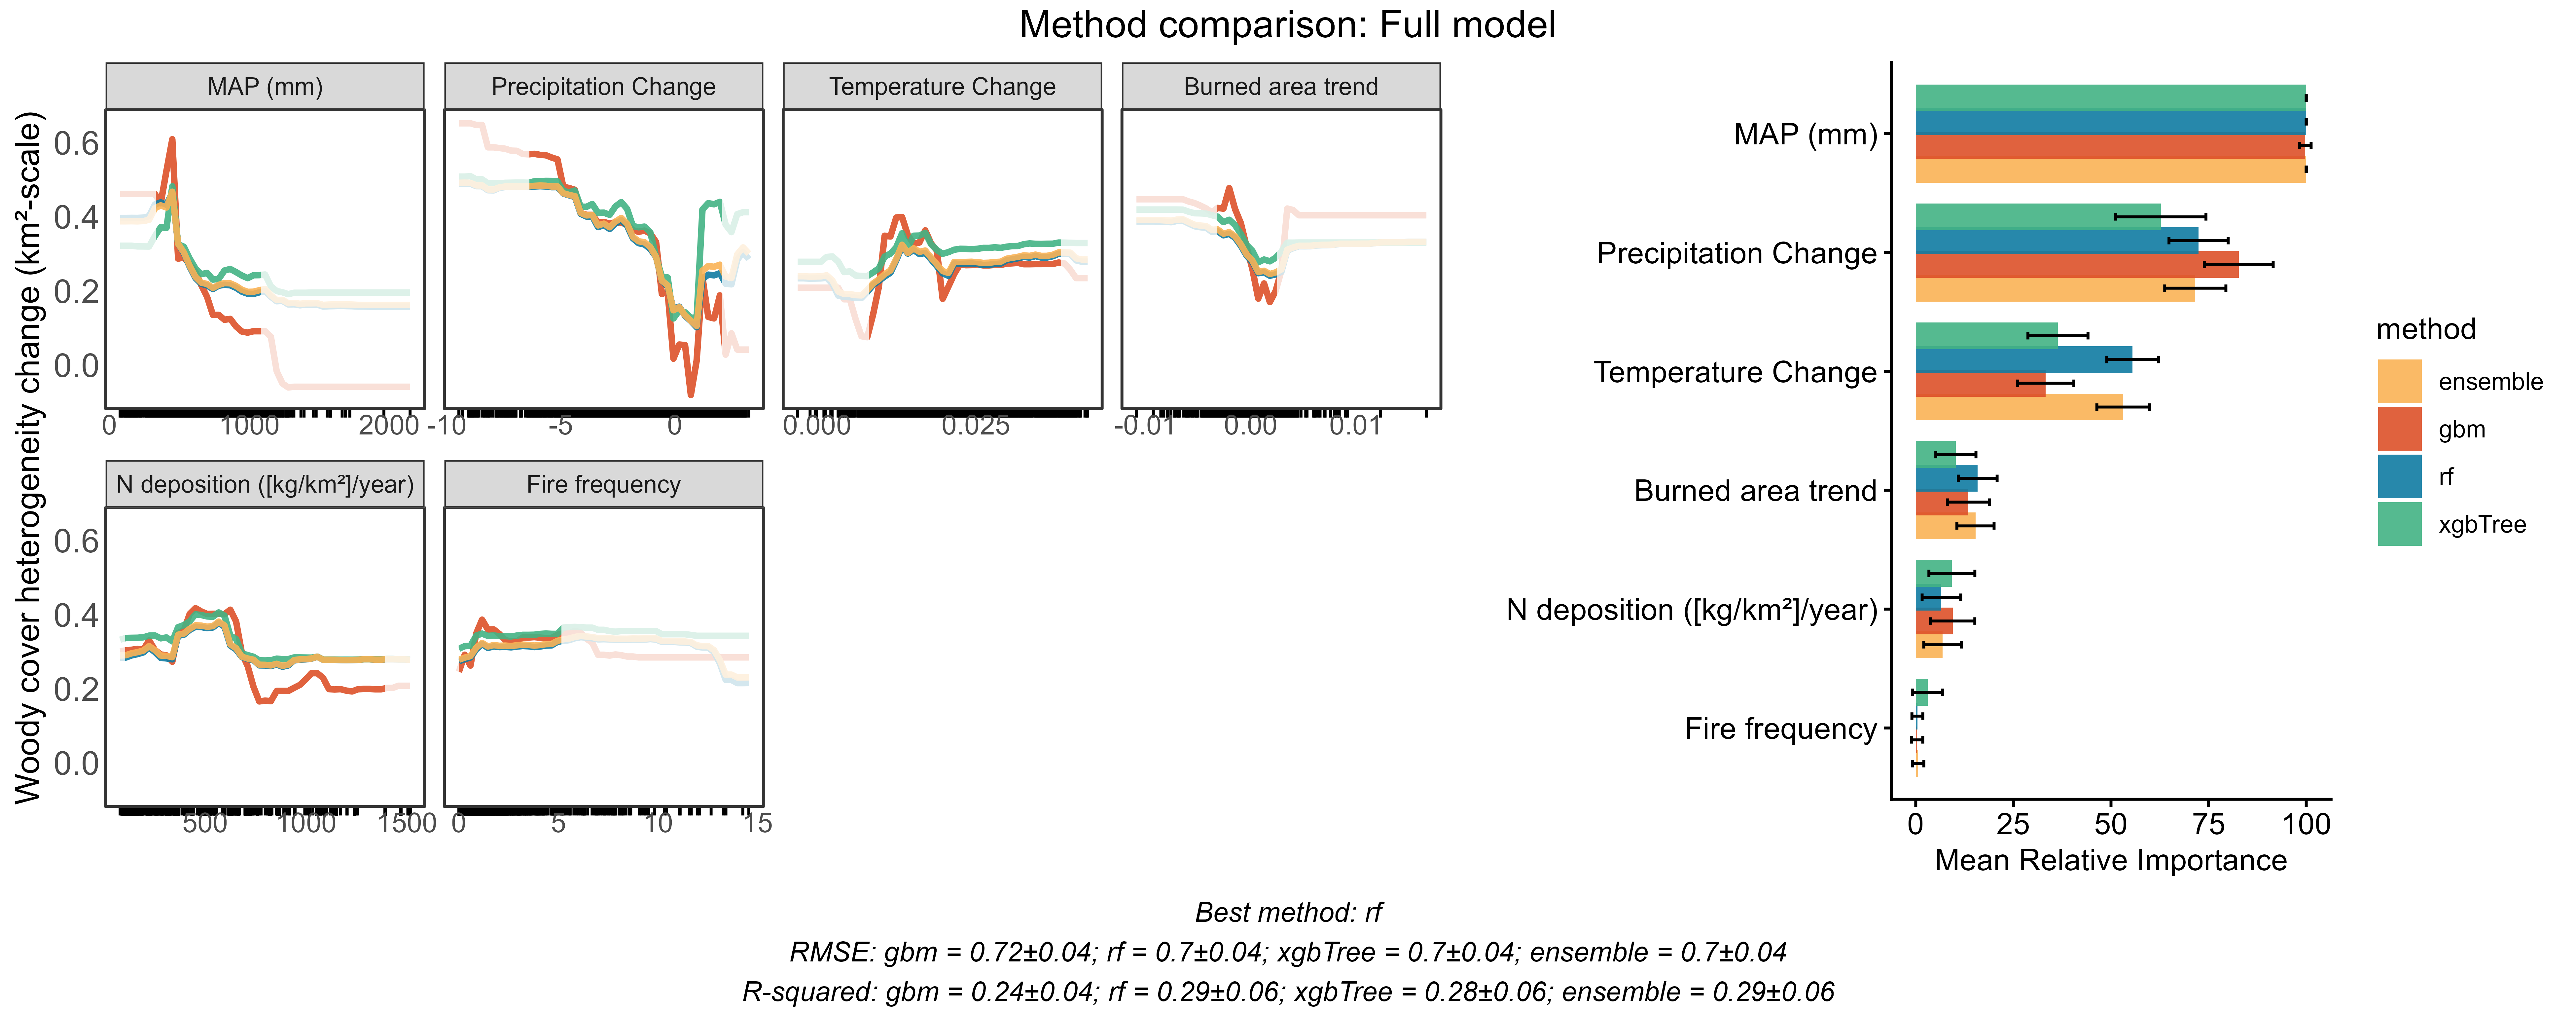 Method comparison: Full model
Woody cover heterogeneity change (km²-scale)
MAP (mm)
Precipitation Change
Temperature Change
Burned area trend
0.6
0.4
0.2
0.0
0 1000 2000
-10 -5 0
0.000 0.025
-0.01 0.00 0.01
N deposition ([kg/km²]/year)
Fire frequency
0.6
0.4
0.2
0.0
500 1000 1500
0 5 10 15
MAP (mm)
Precipitation Change
Temperature Change
Burned area trend
N deposition ([kg/km²]/year)
Fire frequency
0 25 50 75 100
Mean Relative Importance
method
ensemble
gbm
rf
xgbTree
Best method: rf
RMSE: gbm = 0.72±0.04; rf = 0.7±0.04; xgbTree = 0.7±0.04; ensemble = 0.7±0.04
R-squared: gbm = 0.24±0.04; rf = 0.29±0.06; xgbTree = 0.28±0.06; ensemble = 0.29±0.06